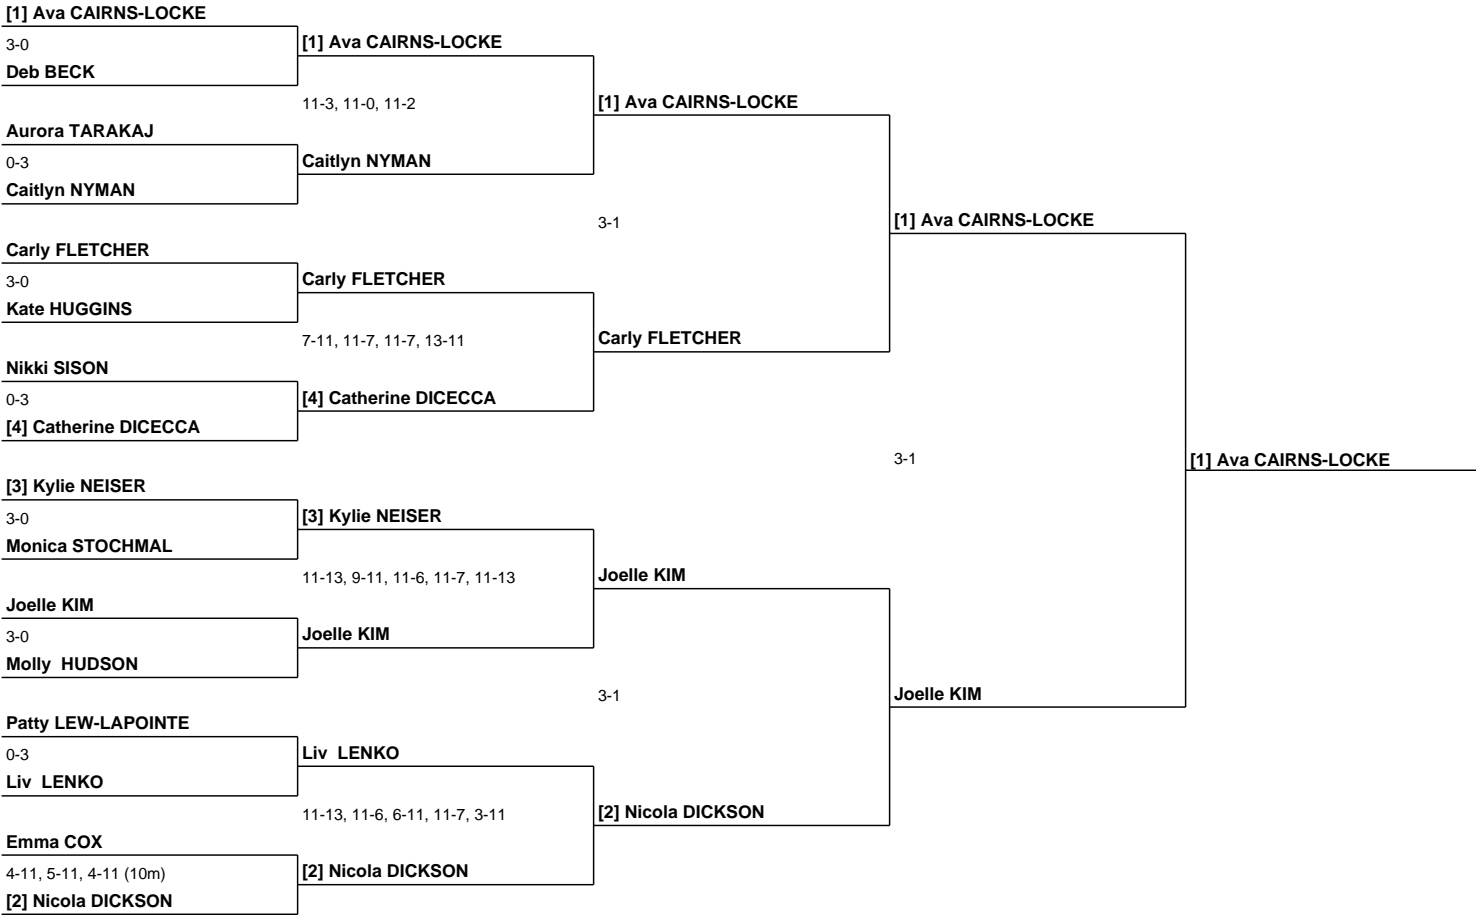 [1] Ava CAIRNS-LOCKE
3-0
Deb BECK
Aurora TARAKAJ
0-3
Caitlyn NYMAN
Carly FLETCHER
3-0
Kate HUGGINS
Nikki SISON
0-3
[4] Catherine DICECCA
[3] Kylie NEISER
3-0
Monica STOCHMAL
Joelle KIM
3-0
Molly  HUDSON
Patty LEW-LAPOINTE
0-3
Liv  LENKO
Emma COX
4-11, 5-11, 4-11 (10m)
[2] Nicola DICKSON
[1] Ava CAIRNS-LOCKE
11-3, 11-0, 11-2
Caitlyn NYMAN
Carly FLETCHER
7-11, 11-7, 11-7, 13-11
[4] Catherine DICECCA
[3] Kylie NEISER
11-13, 9-11, 11-6, 11-7, 11-13
Joelle KIM
Liv  LENKO
11-13, 11-6, 6-11, 11-7, 3-11
[2] Nicola DICKSON
[1] Ava CAIRNS-LOCKE
3-1
Carly FLETCHER
Joelle KIM
3-1
[2] Nicola DICKSON
[1] Ava CAIRNS-LOCKE
3-1
Joelle KIM
[1] Ava CAIRNS-LOCKE